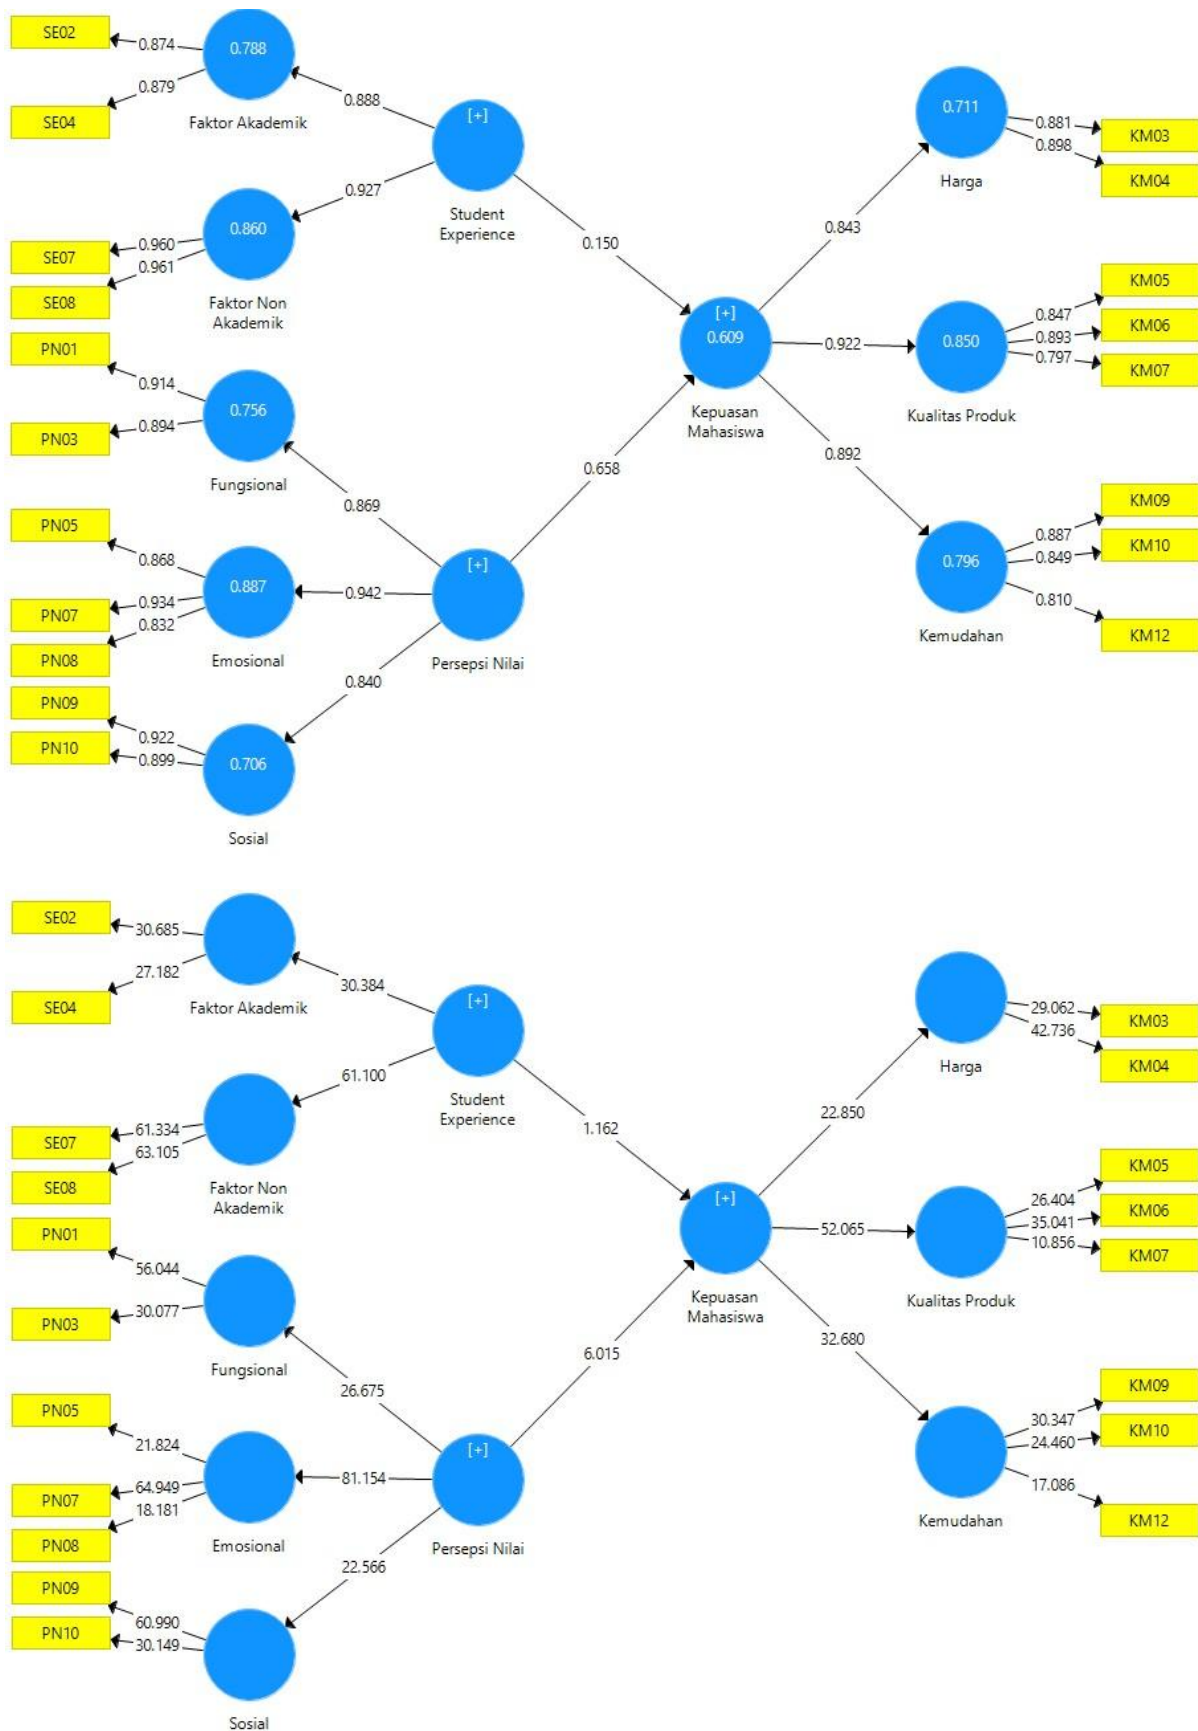 SE02
0.874
0.788
0.879
SE04
Faktor Akademik
0.888
[+]
Student
Experience
0.927
0.860
SE07
0.960
0.961
SE08
Faktor Non
Akademik
0.150
0.711
Harga
0.881
KM03
0.898
KM04
0.843
[+]
0.609
Kepuasan
Mahasiswa
0.922
0.850
Kualitas Produk
0.847
KM05
0.893
KM06
0.797
KM07
0.892
PN01
0.914
0.756
PN03
0.894
Fungsional
0.869
0.658
PN05
0.868
0.887
PN07
0.934
0.832
PN08
Emosional
0.942
[+]
Persepsi Nilai
0.796
Kemudahan
0.887
KM09
0.849
KM10
0.810
KM12
PN09
0.840
0.922
PN10
0.899
0.706
Sosial
SE02
30.685
27.182
SE04
Faktor Akademik
30.384
[+]
Student
Experience
61.100
SE07
61.334
63.105
SE08
Faktor Non
Akademik
1.162
Harga
29.062
KM03
42.736
KM04
22.850
[+]
Kepuasan
Mahasiswa
52.065
Kualitas Produk
26.404
KM05
35.041
KM06
10.856
KM07
32.680
PN01
56.044
PN03
30.077
Fungsional
26.675
6.015
PN05
21.824
PN07
64.949
18.181
PN08
Emosional
81.154
[+]
Persepsi Nilai
Kemudahan
30.347
KM09
24.460
KM10
17.086
KM12
PN09
22.566
60.990
PN10
30.149
Sosial